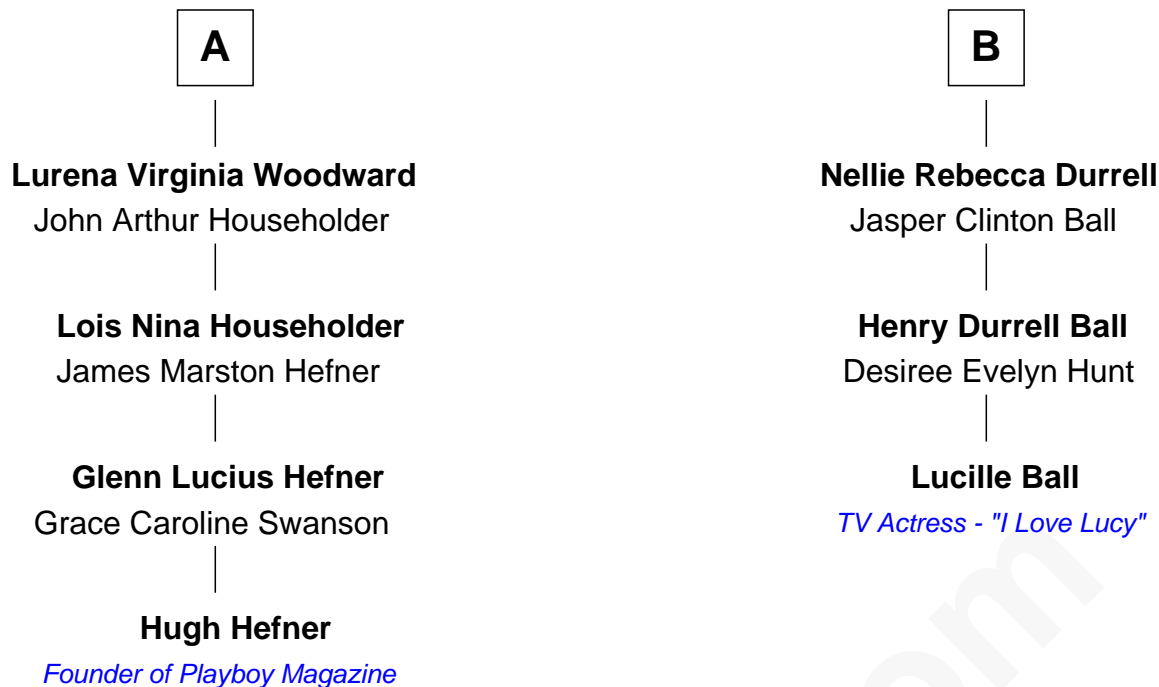 A
Lurena Virginia Woodward
John Arthur Householder
Lois Nina Householder
James Marston Hefner
Glenn Lucius Hefner
Grace Caroline Swanson
Hugh Hefner
Founder of Playboy Magazine
B
Nellie Rebecca Durrell
Jasper Clinton Ball
Henry Durrell Ball
Desiree Evelyn Hunt
Lucille Ball
TV Actress - "I Love Lucy"
om